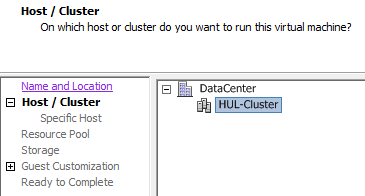 Host / Cluster
On which host or cluster do you want to run this virtual machine?
Name and Location
Host / Cluster
Specific Host
Resource Pool
Storage
Guest Customization
Ready to Complete
DataCenter
HUL-Cluster